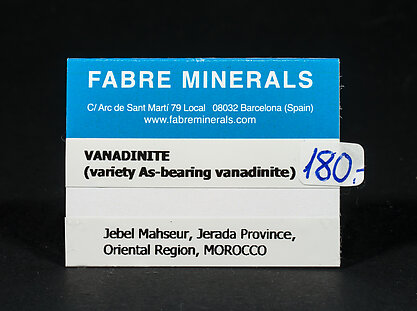 FABRE MINERALS
C/ Arc de Sant Martí 79 Local 08032 Barcelona (Spain)
www.fabreminerals.com
VANADINITE
(variety As-bearing vanadinite) 180.-
Jebel Mahseur, Jerada Province,
Oriental Region, MOROCCO